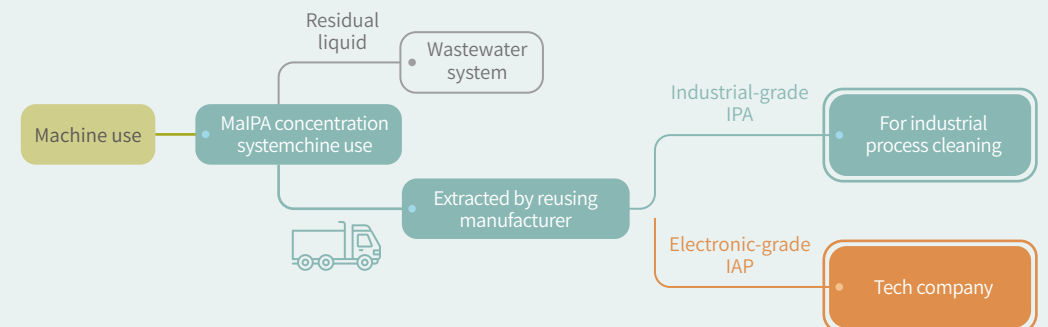 Residual
liquid
Wastewater
system
Machine use
MaIPA concentration
systemchine use
Extracted by reusing
manufacturer
Industrial-grade
IPA
For industrial
process cleaning
Electronic-grade
IAP
Tech company